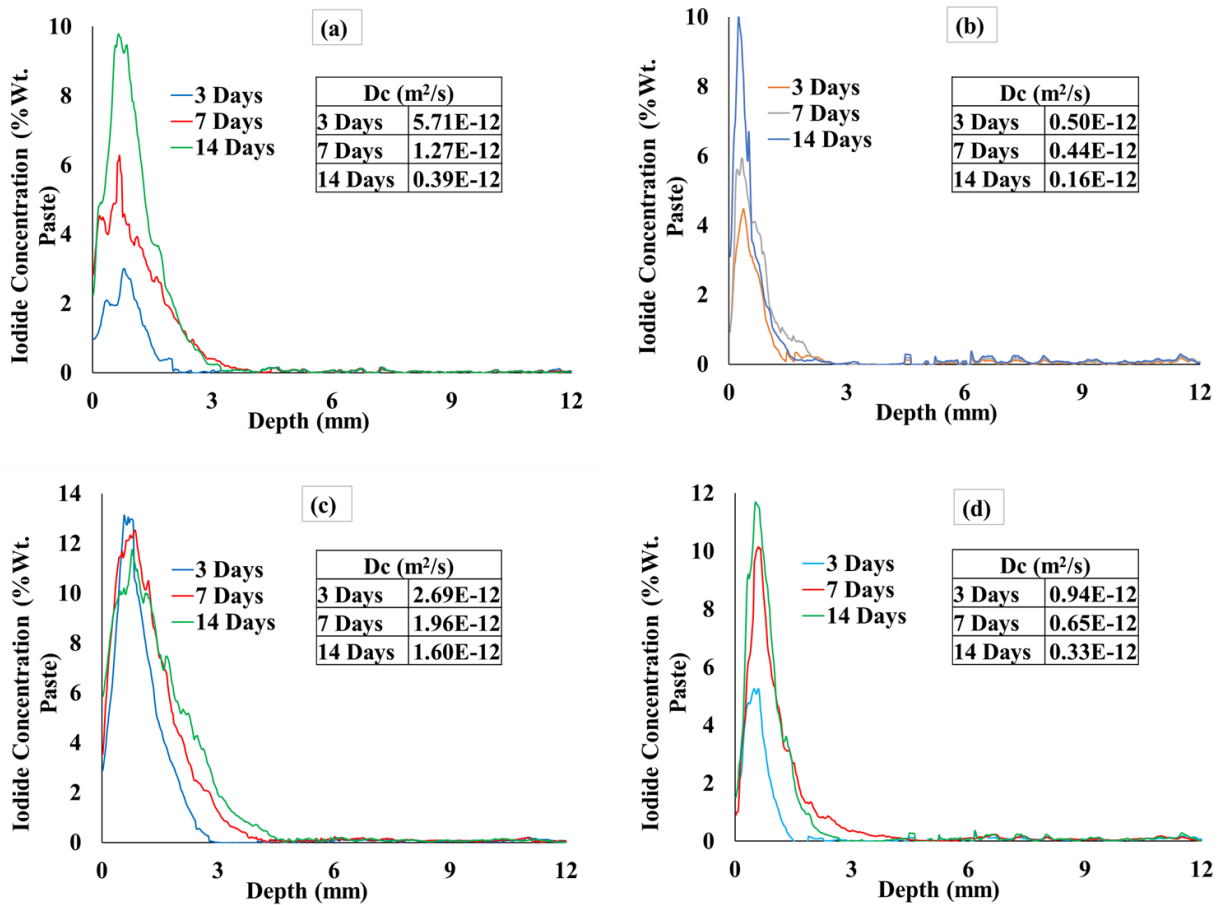 (a)
Iodide Concentration (%Wt.
Paste)
10
8
6
4
2
0
3 Days
7 Days
14 Days
Dc (m²/s)
3 Days 5.71E-12
7 Days 1.27E-12
14 Days 0.39E-12
0 3 6 9 12
Depth (mm)
(b)
Iodide Concentration (%Wt.
Paste)
10
8
6
4
2
0
3 Days
7 Days
14 Days
Dc (m²/s)
3 Days 0.50E-12
7 Days 0.44E-12
14 Days 0.16E-12
0 3 6 9 12
Depth (mm)
(c)
Iodide Concentration (%Wt.
Paste)
14
12
10
8
6
4
2
0
3 Days
7 Days
14 Days
Dc (m²/s)
3 Days 2.69E-12
7 Days 1.96E-12
14 Days 1.60E-12
0 3 6 9 12
Depth (mm)
(d)
Iodide Concentration (%Wt.
Paste)
12
10
8
6
4
2
0
3 Days
7 Days
14 Days
Dc (m²/s)
3 Days 0.94E-12
7 Days 0.65E-12
14 Days 0.33E-12
0 3 6 9 12
Depth (mm)